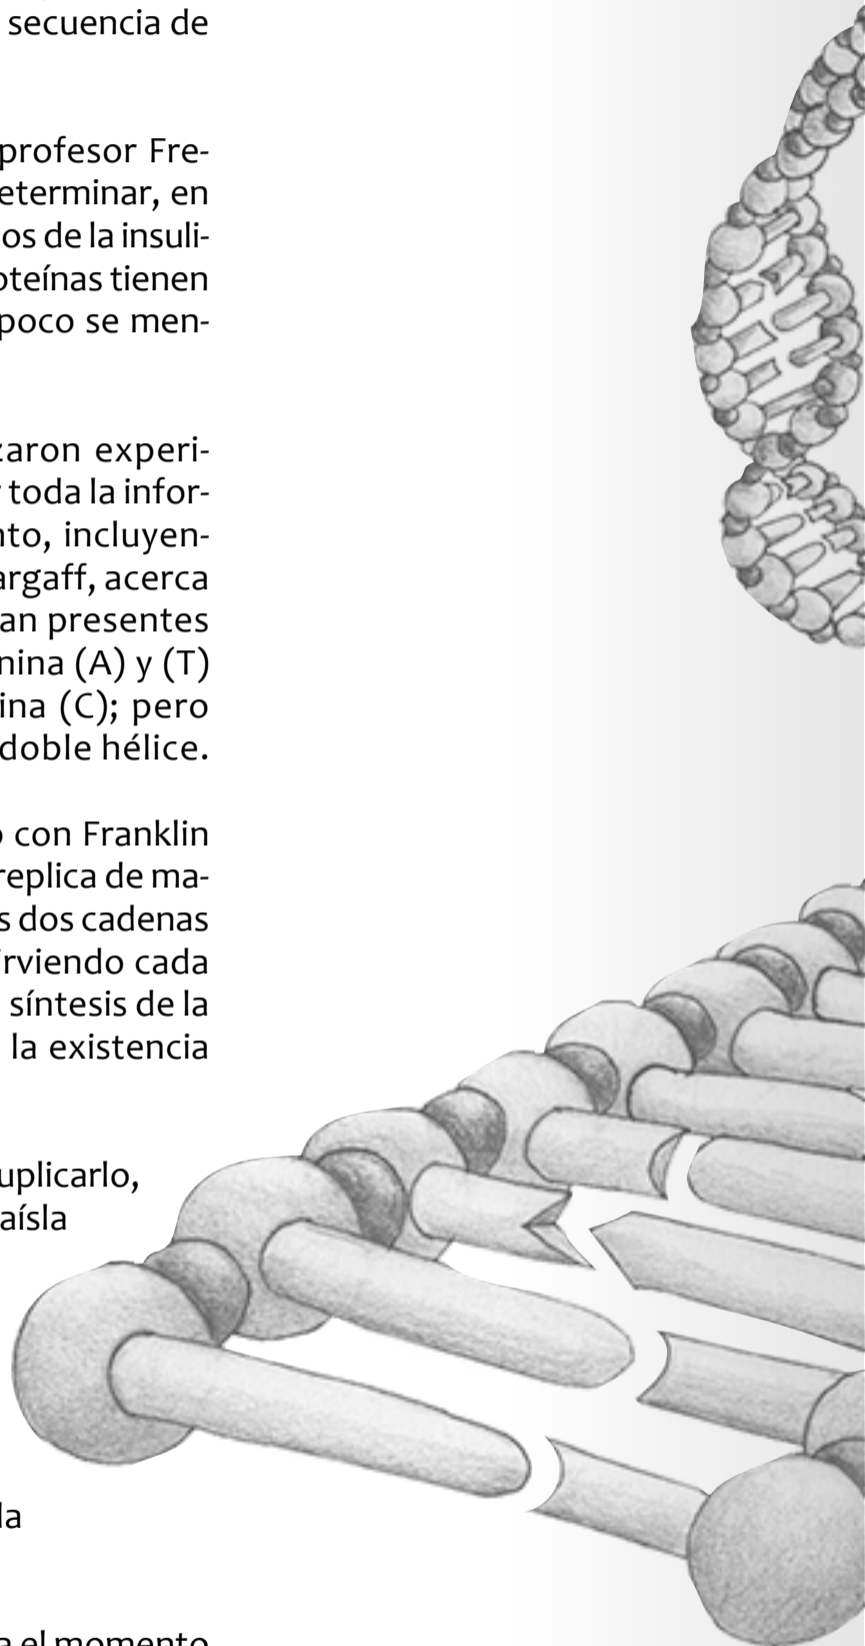 secuencia de
profesor Fre-
eterminar, en
os de la insuli-
oteínas tienen
poco se men-
zaron experi-
toda la infor-
nto, incluyen-
argaff, acerca
an presentes
nina (A) y (T)
ina (C); pero
doble hélice.
con Franklin
replica de ma-
s dos cadenas
rviendo cada
síntesis de la
la existencia
uplicarlo,
aísla
la
a el momento